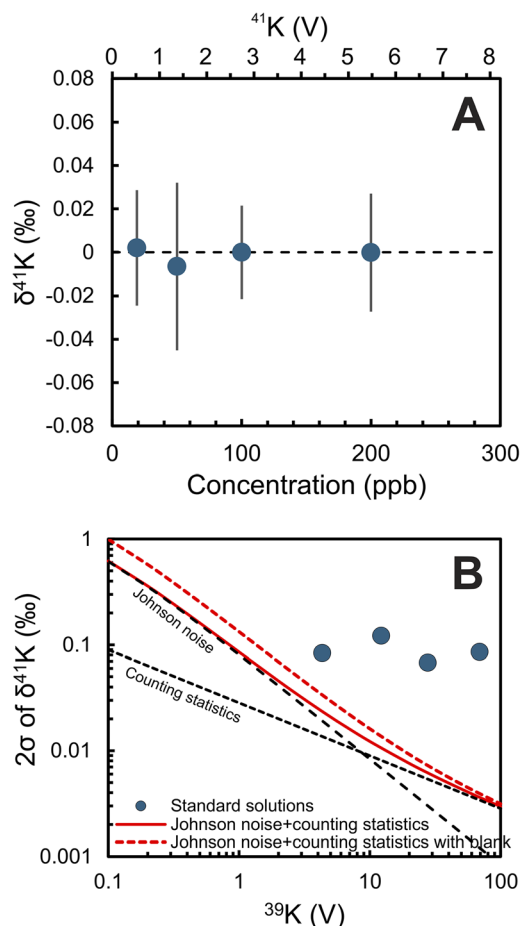 ⁴¹K (V)
0 1 2 3 4 5 6 7 8
A
0.08
0.06
0.04
0.02
0
-0.02
-0.04
-0.06
-0.08
δ⁴¹K (‰)
0 100 200 300
Concentration (ppb)
B
1
0.1
0.01
0.001
2σ of δ⁴¹K (‰)
Johnson noise
Counting statistics
Standard solutions
Johnson noise+counting statistics
Johnson noise+counting statistics with blank
0.1 1 10 100
³⁹K (V)